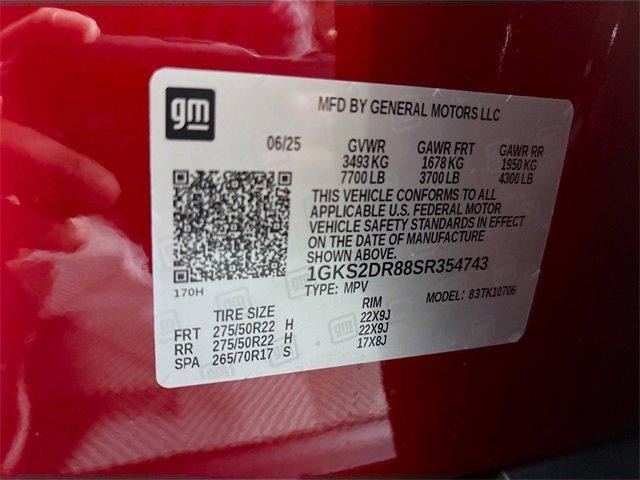 gm
MFD BY GENERAL MOTORS LLC
06/25 GVWR GAWR FRT GAWR RR
3493 KG 1678 KG 1950 KG
7700 LB 3700 LB 4300 LB
THIS VEHICLE CONFORMS TO ALL
APPLICABLE U.S. FEDERAL MOTOR
VEHICLE SAFETY STANDARDS IN EFFECT
ON THE DATE OF MANUFACTURE
SHOWN ABOVE.
1GKS2DR88SR354743
170H
TYPE: MPV MODEL: 83TK10706
TIRE SIZE RIM
FRT 275/50R22 H 22X9J
RR 275/50R22 H 22X9J
SPA 265/70R17 S 17X8J